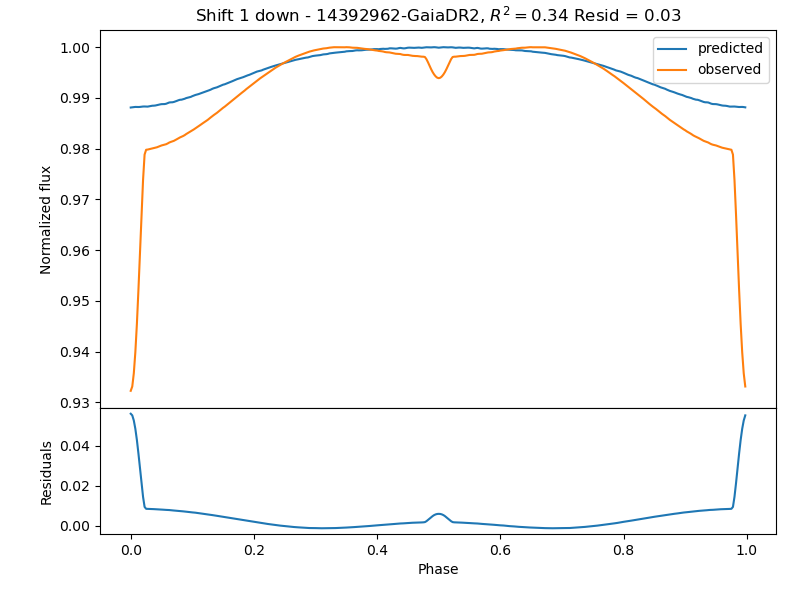 Shift 1 down - 14392962-GaiaDR2, R² = 0.34 Resid = 0.03
predicted
observed
Normalized flux
1.00
0.99
0.98
0.97
0.96
0.95
0.94
0.93
Residuals
0.04
0.02
0.00
0.0
0.2
0.4
0.6
0.8
1.0
Phase